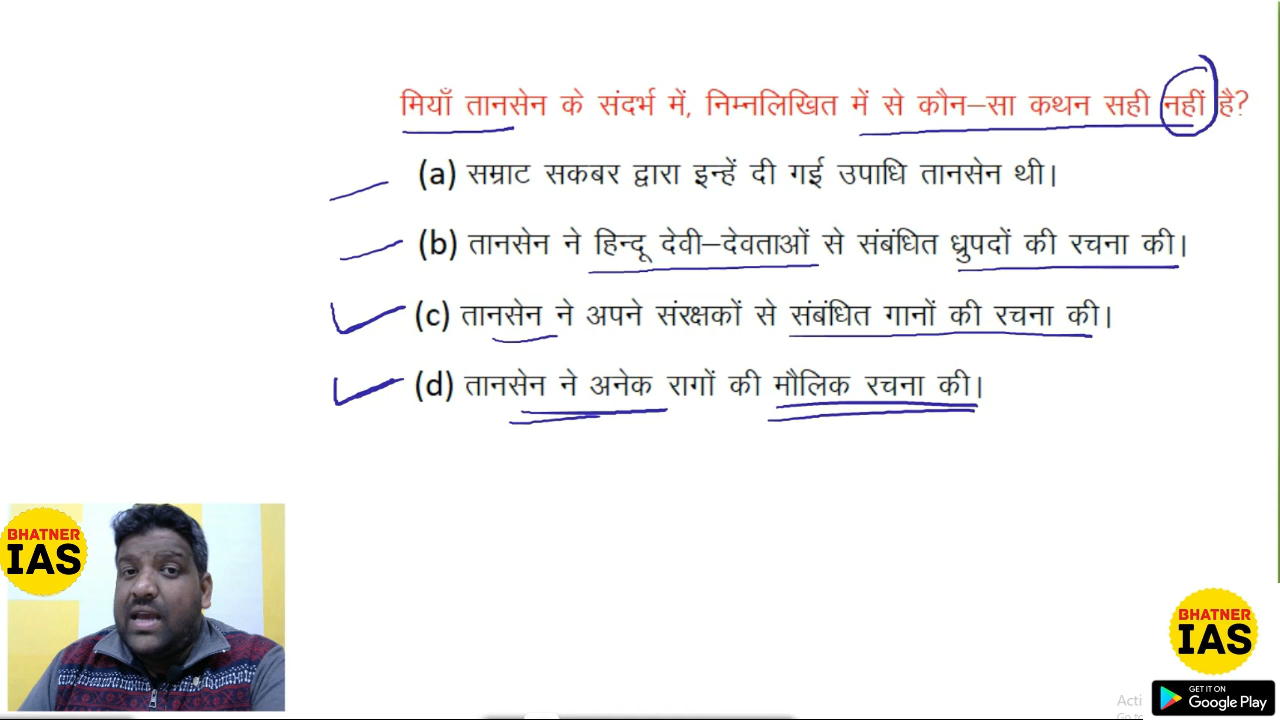 मियाँ तानसेन के संदर्भ में, निम्नलिखित में से कौन–सा कथन सही नहीं है?
(a) सम्राट सकबर द्वारा इन्हें दी गई उपाधि तानसेन थी।
(b) तानसेन ने हिन्दू देवी–देवताओं से संबंधित ध्रुपदों की रचना की।
(c) तानसेन ने अपने संरक्षकों से संबंधित गानों की रचना की।
(d) तानसेन ने अनेक रागों की मौलिक रचना की।
BHATNER
IAS
BHATNER
IAS
Acti
GET IT ON
Google Play